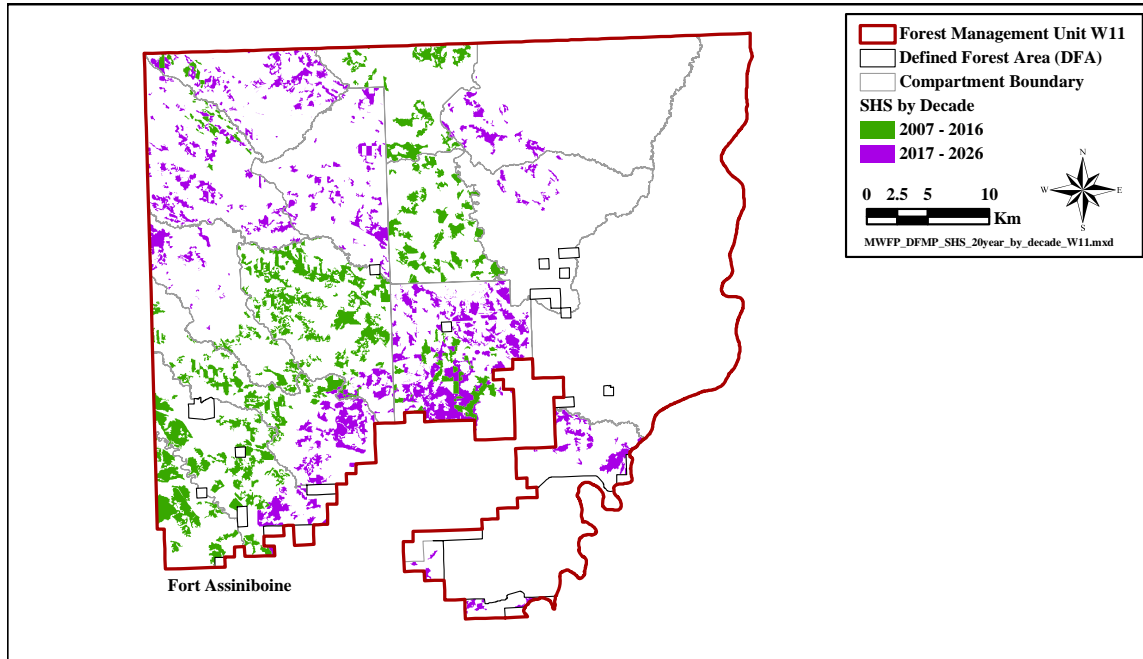 Forest Management Unit W11
Defined Forest Area (DFA)
Compartment Boundary
SHS by Decade
2007 - 2016
2017 - 2026
0 2.5 5 10
Km
N
W E
S
MWFP_DFMP_SHS_20year_by_decade_W11.mxd
Fort Assiniboine